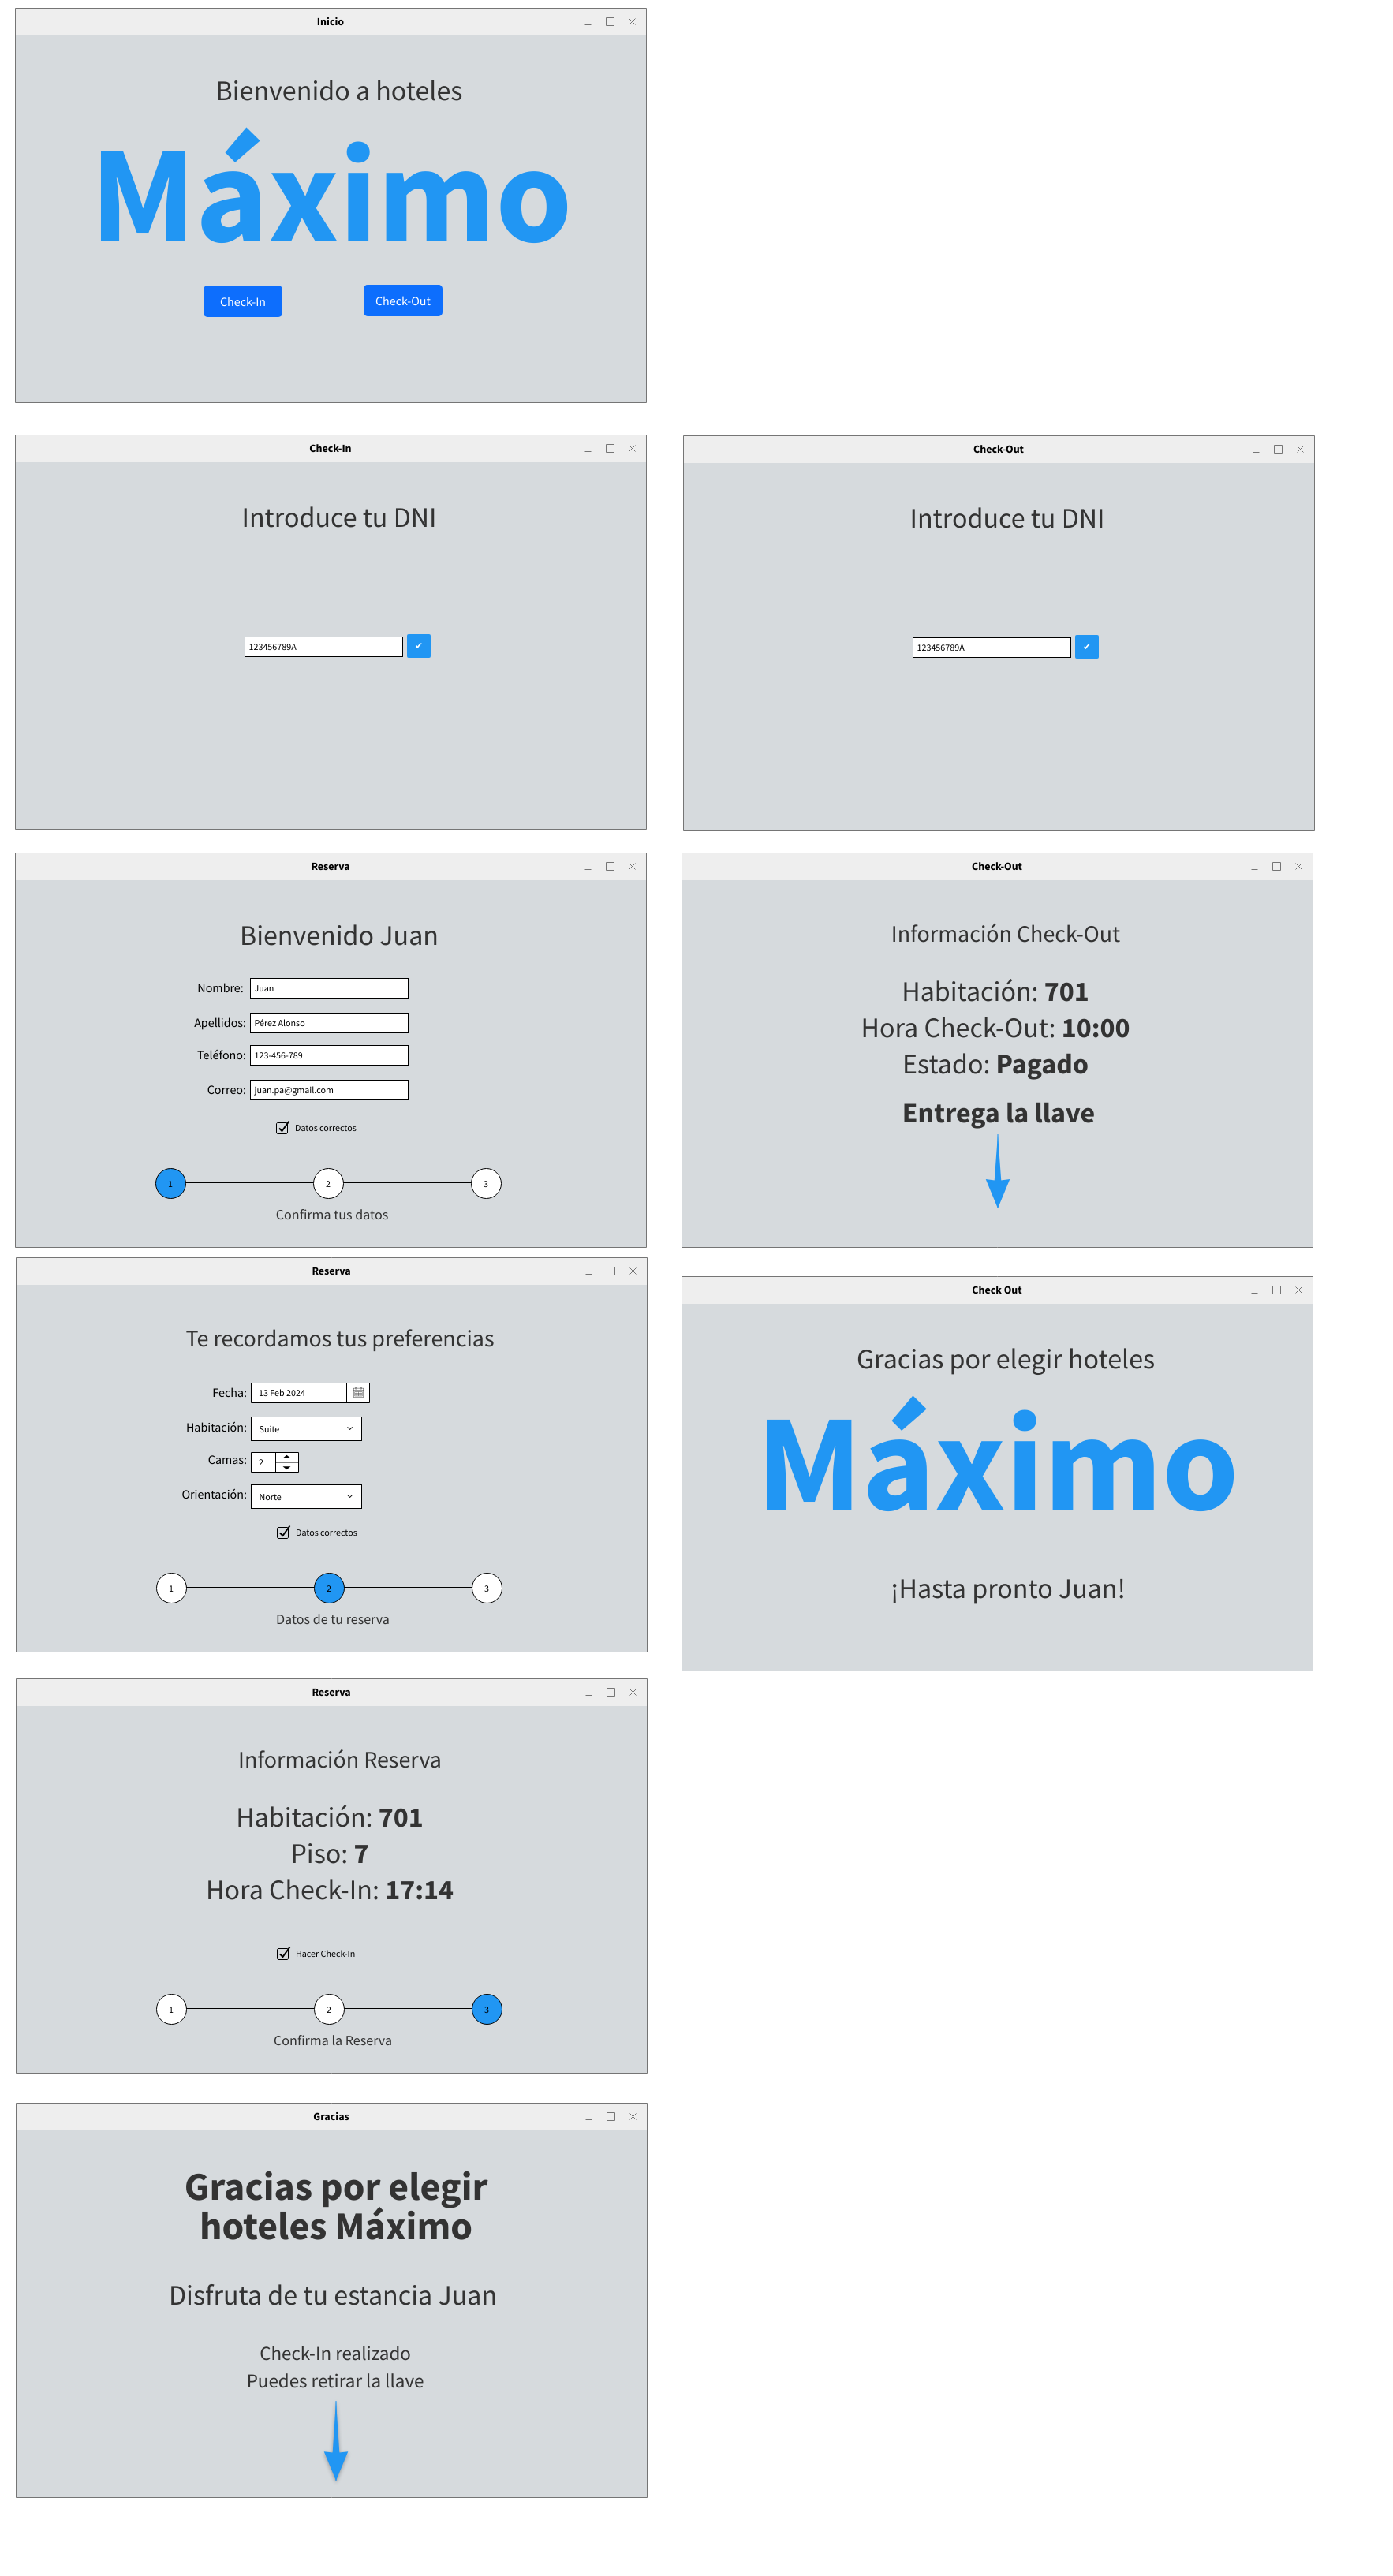 Inicio
Bienvenido a hoteles
Máximo
Check-In
Check-Out
Check-In
Introduce tu DNI
123456789A
✔
Check-Out
Introduce tu DNI
123456789A
✔
Reserva
Bienvenido Juan
Nombre: Juan
Apellidos: Pérez Alonso
Teléfono: 123-456-789
Correo: juan.pa@gmail.com
Datos correctos
1 2 3
Confirma tus datos
Check-Out
Información Check-Out
Habitación: 701
Hora Check-Out: 10:00
Estado: Pagado
Entrega la llave
Reserva
Te recordamos tus preferencias
Fecha: 13 Feb 2024
Habitación: Suite
Camas: 2
Orientación: Norte
Datos correctos
1 2 3
Datos de tu reserva
Check Out
Gracias por elegir hoteles
Máximo
¡Hasta pronto Juan!
Reserva
Información Reserva
Habitación: 701
Piso: 7
Hora Check-In: 17:14
Hacer Check-In
1 2 3
Confirma la Reserva
Gracias
Gracias por elegir
hoteles Máximo
Disfruta de tu estancia Juan
Check-In realizado
Puedes retirar la llave